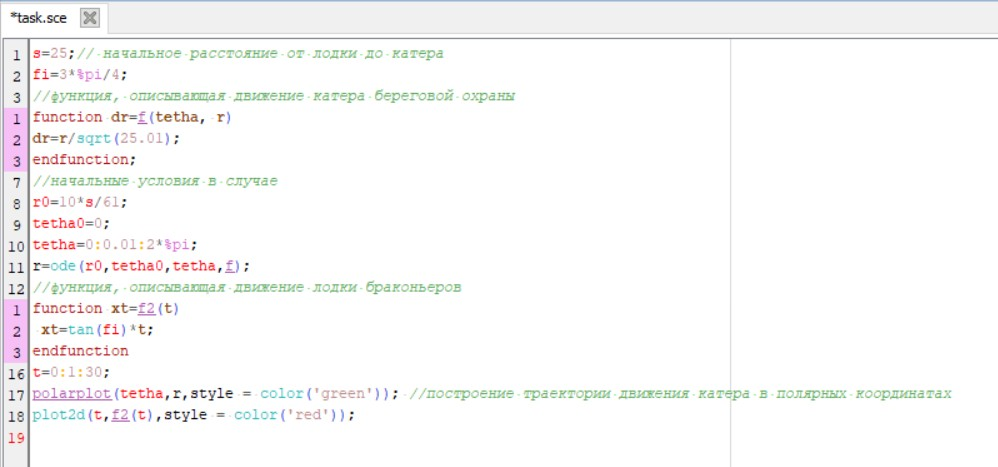 *task.sce
1 s=25;// начальное расстояние от лодки до катера
2 fi=3*%pi/4;
3 //функция, описывающая движение катера береговой охраны
1 function dr=f(tetha, r)
2 dr=r/sqrt(25.01);
3 endfunction;
7 //начальные условия в случае
8 r0=10*s/61;
9 tetha0=0;
10 tetha=0:0.01:2*%pi;
11 r=ode(r0,tetha0,tetha,f);
12 //функция, описывающая движение лодки браконьеров
1 function xt=f2(t)
2 xt=tan(fi)*t;
3 endfunction
16 t=0:1:30;
17 polarplot(tetha,r,style = color('green')); //построение траектории движения катера в полярных координатах
18 plot2d(t,f2(t),style = color('red'));
19